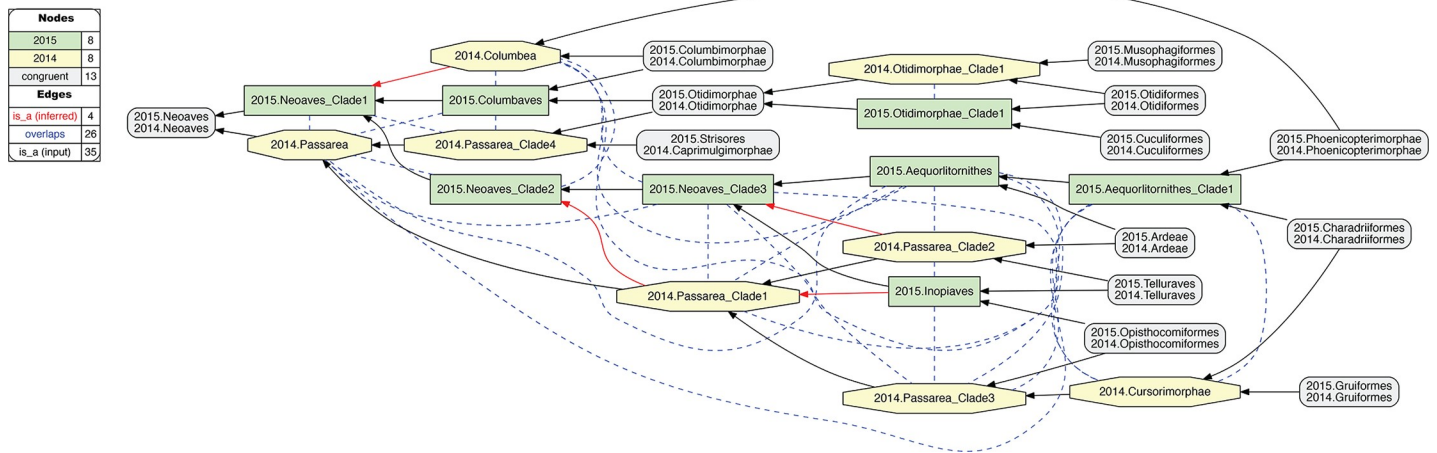 Nodes
2015 8
2014 8
congruent 13
Edges
is_a (inferred) 4
overlaps 26
is_a (input) 35
2015.Neoaves
2014.Neoaves
2014.Columbea
2015.Neoaves_Clade1
2015.Columbaves
2014.Passarea
2014.Passarea_Clade4
2015.Neoaves_Clade2
2015.Columbimorphae
2014.Columbimorphae
2015.Otidimorphae
2014.Otidimorphae
2015.Strisores
2014.Caprimulgimorphae
2015.Neoaves_Clade3
2014.Passarea_Clade1
2014.Otidimorphae_Clade1
2015.Otidimorphae_Clade1
2015.Aequorlitornithes
2014.Passarea_Clade2
2015.Inopiaves
2014.Passarea_Clade3
2015.Musophagiformes
2014.Musophagiformes
2015.Otidiformes
2014.Otidiformes
2015.Cuculiformes
2014.Cuculiformes
2015.Aequorlitornithes_Clade1
2015.Ardeae
2014.Ardeae
2015.Telluraves
2014.Telluraves
2015.Opisthocomiformes
2014.Opisthocomiformes
2014.Cursorimorphae
2015.Phoenicopterimorphae
2014.Phoenicopterimorphae
2015.Charadriiformes
2014.Charadriiformes
2015.Gruiformes
2014.Gruiformes